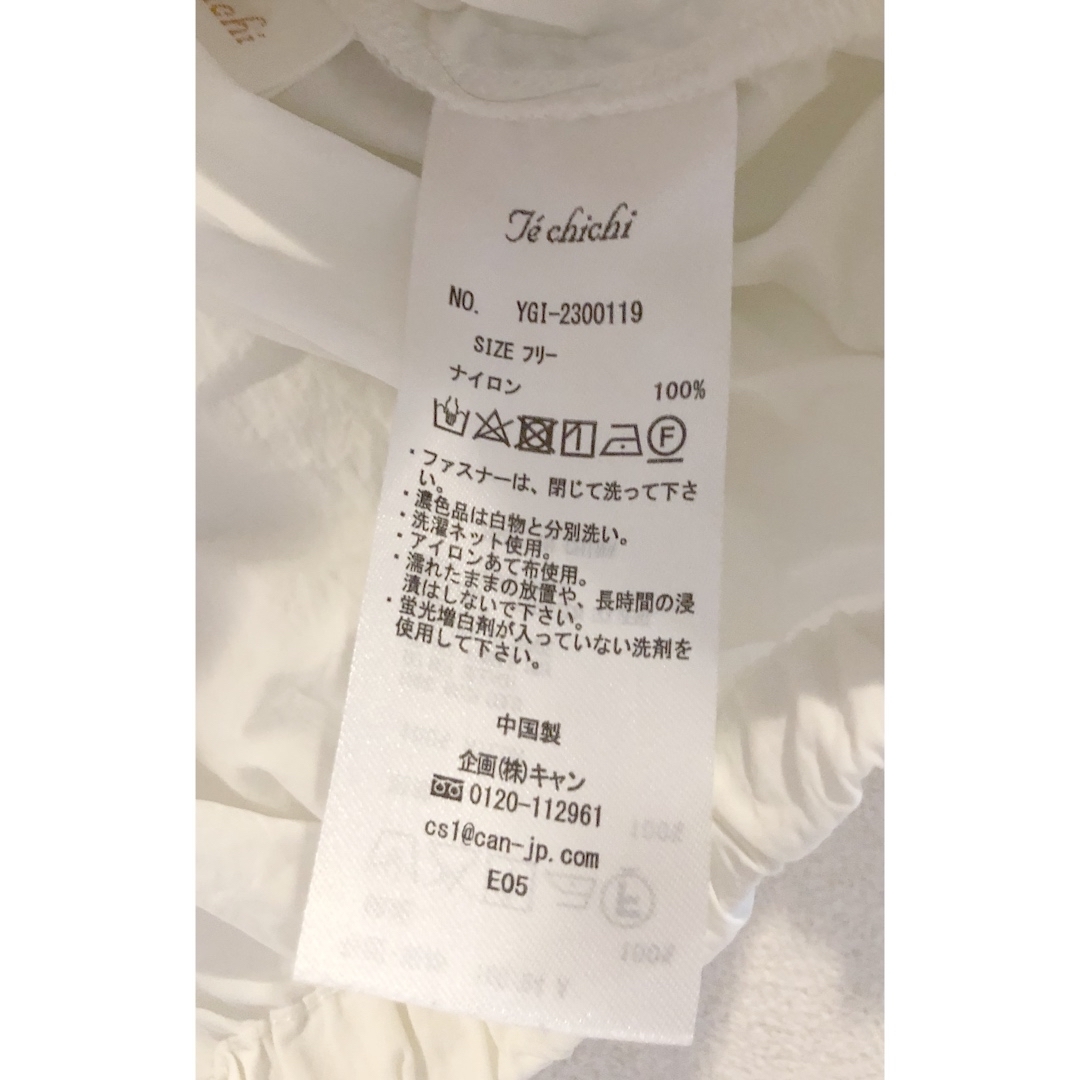 chichi
Té chichi
NO. YGI-2300119
SIZE フリー
ナイロン 100%
F
・ファスナーは、閉じて洗って下さ
い。
・濃色品は白物と分別洗い。
・洗濯ネット使用。
・アイロンあて布使用。
・濡れたままの放置や、長時間の浸
漬はしないで下さい。
・蛍光増白剤が入っていない洗剤を
使用して下さい。
中国製
企画(株)キャン
0120-112961
cs1@can-jp.com
E05